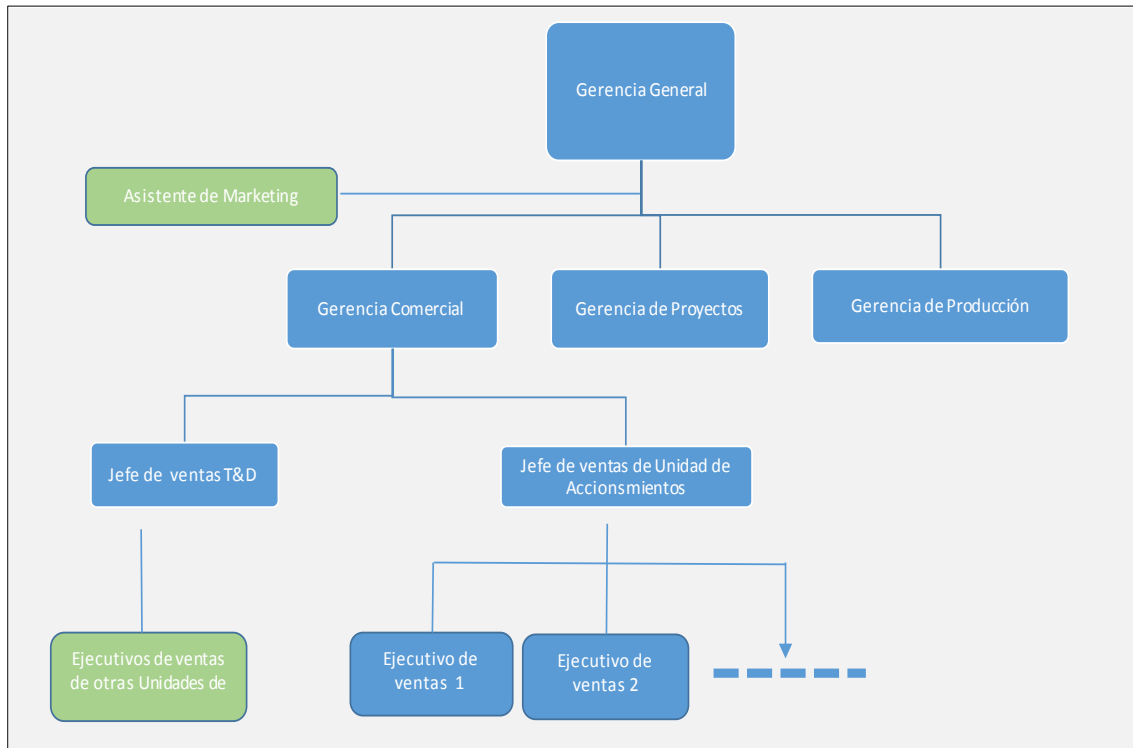 Gerencia General
Asistente de Marketing
Gerencia Comercial
Gerencia de Proyectos
Gerencia de Producción
Jefe de ventas T&D
Jefe de ventas de Unidad de
Accionsmientos
Ejecutivos de ventas
de otras Unidades de
Ejecutivo de
ventas 1
Ejecutivo de
ventas 2